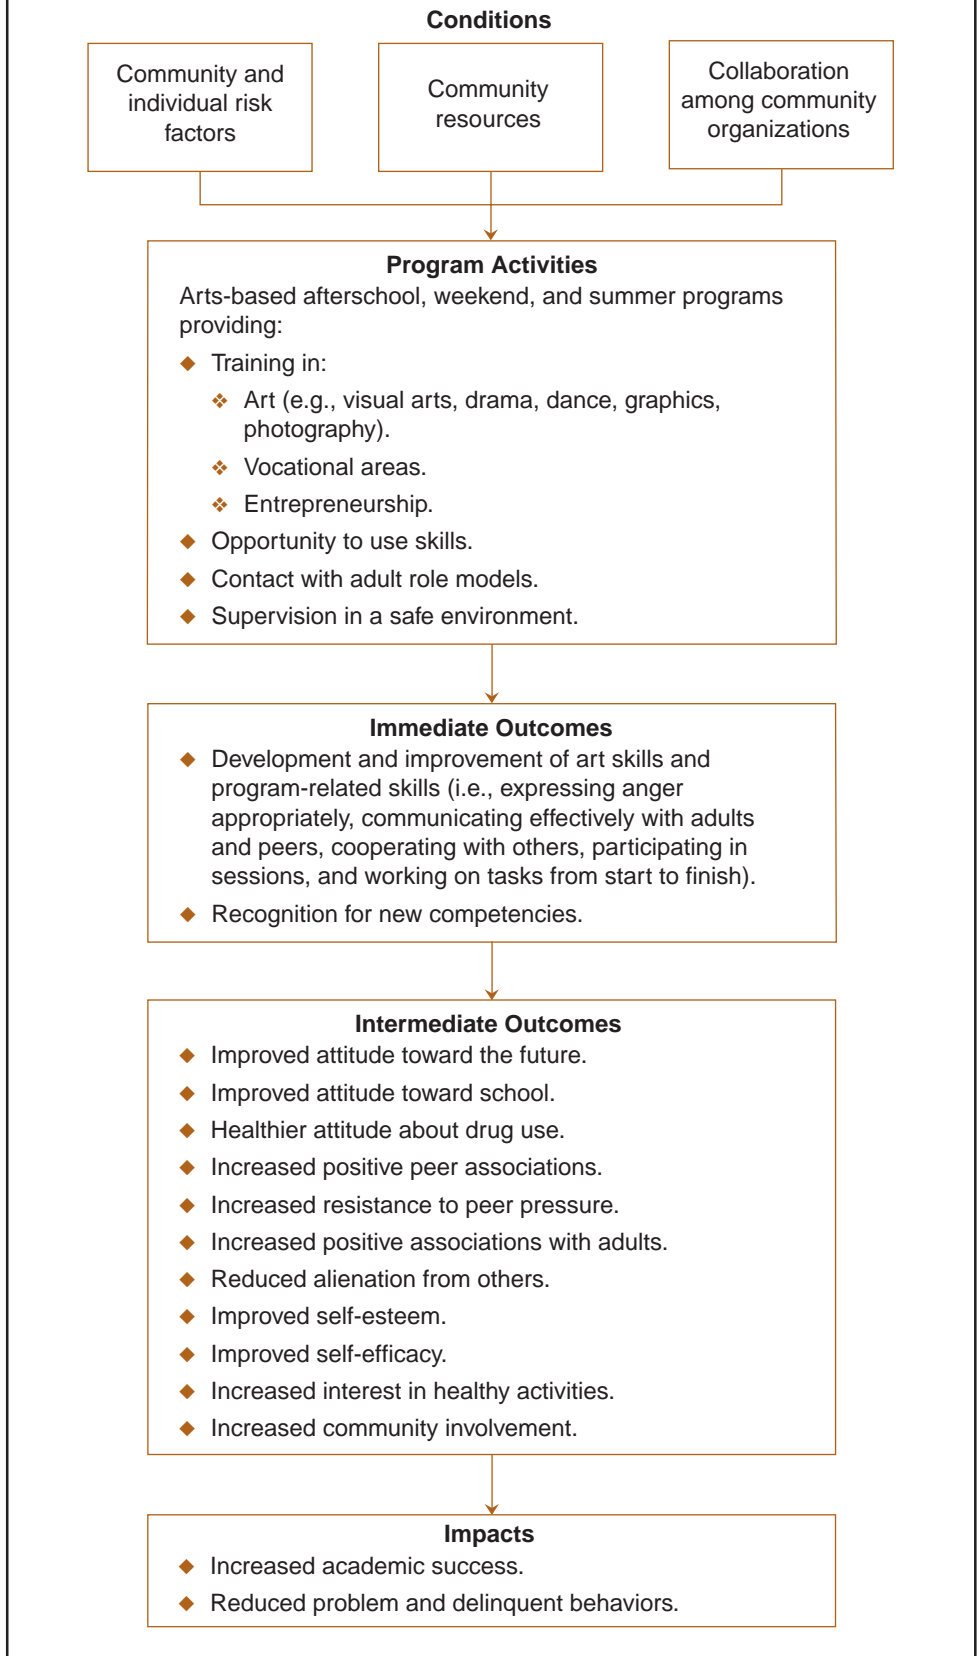 Conditions
Community and
individual risk
factors
Community
resources
Collaboration
among community
organizations
Program Activities
Arts-based afterschool, weekend, and summer programs
providing:
◆ Training in:
❖ Art (e.g., visual arts, drama, dance, graphics,
photography).
❖ Vocational areas.
❖ Entrepreneurship.
◆ Opportunity to use skills.
◆ Contact with adult role models.
◆ Supervision in a safe environment.
Immediate Outcomes
◆ Development and improvement of art skills and
program-related skills (i.e., expressing anger
appropriately, communicating effectively with adults
and peers, cooperating with others, participating in
sessions, and working on tasks from start to finish).
◆ Recognition for new competencies.
Intermediate Outcomes
◆ Improved attitude toward the future.
◆ Improved attitude toward school.
◆ Healthier attitude about drug use.
◆ Increased positive peer associations.
◆ Increased resistance to peer pressure.
◆ Increased positive associations with adults.
◆ Reduced alienation from others.
◆ Improved self-esteem.
◆ Improved self-efficacy.
◆ Increased interest in healthy activities.
◆ Increased community involvement.
Impacts
◆ Increased academic success.
◆ Reduced problem and delinquent behaviors.